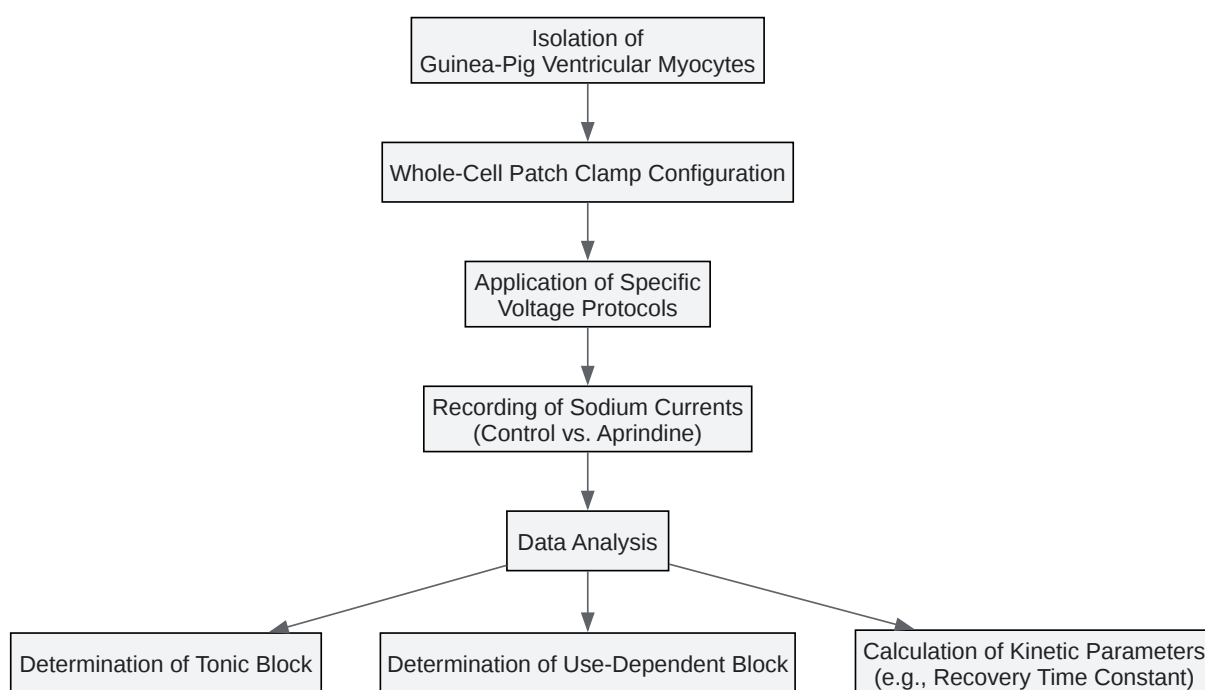 Isolation of
Guinea-Pig Ventricular Myocytes
Whole-Cell Patch Clamp Configuration
Application of Specific
Voltage Protocols
Recording of Sodium Currents
(Control vs. Aprindine)
Data Analysis
Determination of Tonic Block
Determination of Use-Dependent Block
Calculation of Kinetic Parameters
(e.g., Recovery Time Constant)